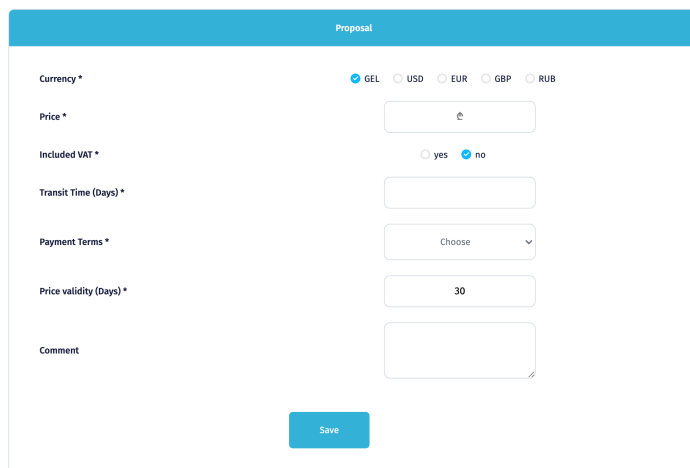 Proposal
Currency * GEL USD EUR GBP RUB
Price * ₾
Included VAT * yes no
Transit Time (Days) *
Payment Terms * Choose
Price validity (Days) * 30
Comment
Save